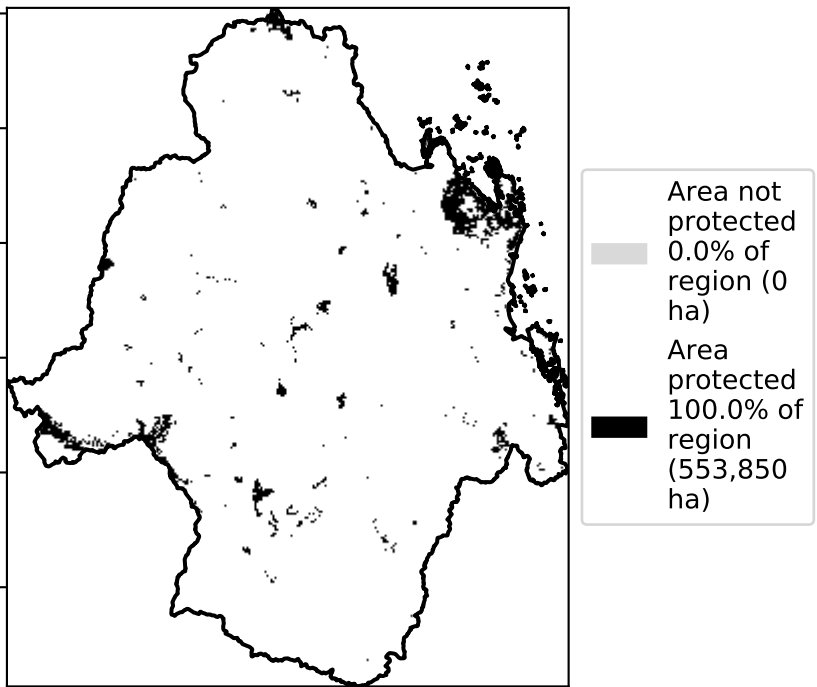 Area not
protected
0.0% of
region (0
ha)
Area
protected
100.0% of
region
(553,850
ha)